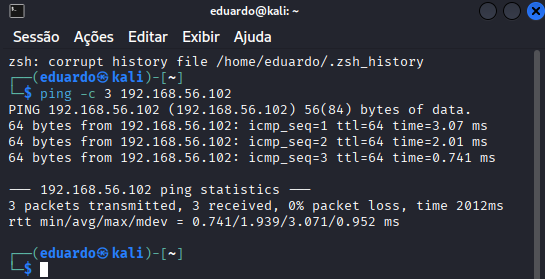 eduardo@kali: ~
Sessão Ações Editar Exibir Ajuda
zsh: corrupt history file /home/eduardo/.zsh_history
┌──(eduardo㉿kali)-[~]
└─$ ping -c 3 192.168.56.102
PING 192.168.56.102 (192.168.56.102) 56(84) bytes of data.
64 bytes from 192.168.56.102: icmp_seq=1 ttl=64 time=3.07 ms
64 bytes from 192.168.56.102: icmp_seq=2 ttl=64 time=2.01 ms
64 bytes from 192.168.56.102: icmp_seq=3 ttl=64 time=0.741 ms
--- 192.168.56.102 ping statistics ---
3 packets transmitted, 3 received, 0% packet loss, time 2012ms
rtt min/avg/max/mdev = 0.741/1.939/3.071/0.952 ms
┌──(eduardo㉿kali)-[~]
└─$